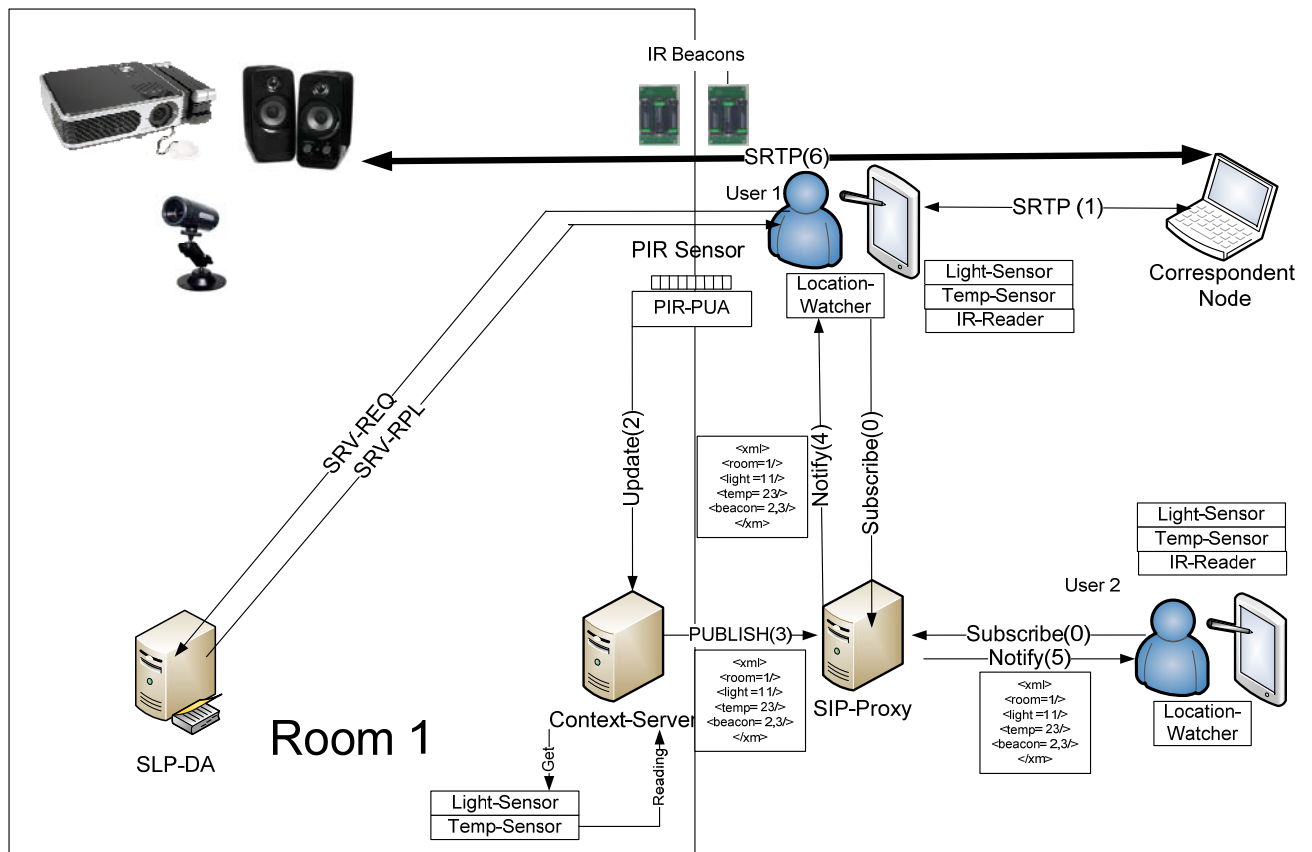 IR Beacons
SRTP(6)
User 1
SRTP (1)
PIR Sensor
PIR-PUA
Location-
Watcher
Light-Sensor
Temp-Sensor
IR-Reader
Correspondent
Node
SRV-REQ
SRV-RPL
Update(2)
<xml>
<room=1/>
<light =11/>
<temp= 23/>
<beacon= 2,3/>
</xm>
Notify(4)
Subscribe(0)
Light-Sensor
Temp-Sensor
IR-Reader
User 2
PUBLISH(3)
<xml>
<room=1/>
<light =11/>
<temp= 23/>
<beacon= 2,3/>
</xm>
Subscribe(0)
Notify(5)
<xml>
<room=1/>
<light =11/>
<temp= 23/>
<beacon= 2,3/>
</xm>
Location-
Watcher
SIP-Proxy
Context-Server
Room 1
SLP-DA
Get
Reading
Light-Sensor
Temp-Sensor